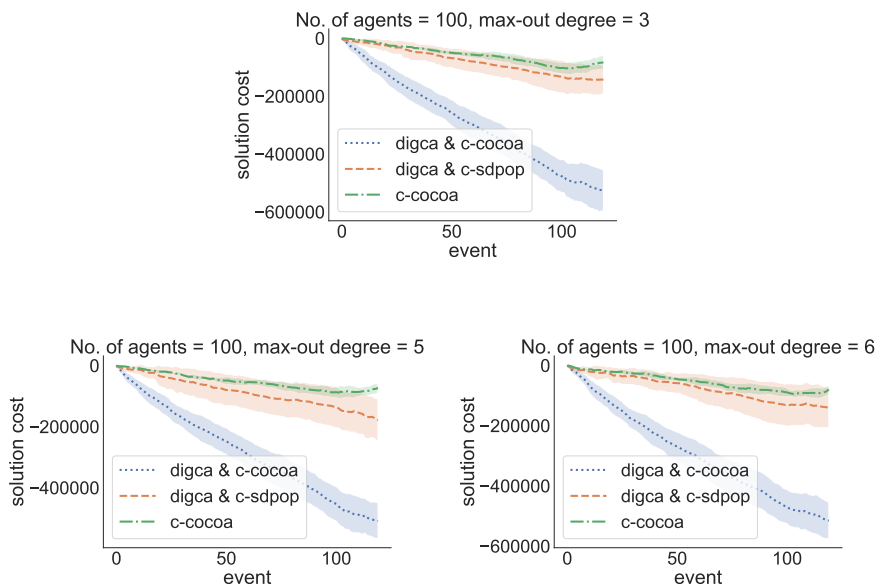 No. of agents = 100, max-out degree = 3
0
−200000
−400000
−600000
solution cost
digca & c-cocoa
digca & c-sdpop
c-cocoa
0 50 100
event
No. of agents = 100, max-out degree = 5
0
−200000
−400000
solution cost
digca & c-cocoa
digca & c-sdpop
c-cocoa
0 50 100
event
No. of agents = 100, max-out degree = 6
0
−200000
−400000
−600000
solution cost
digca & c-cocoa
digca & c-sdpop
c-cocoa
0 50 100
event